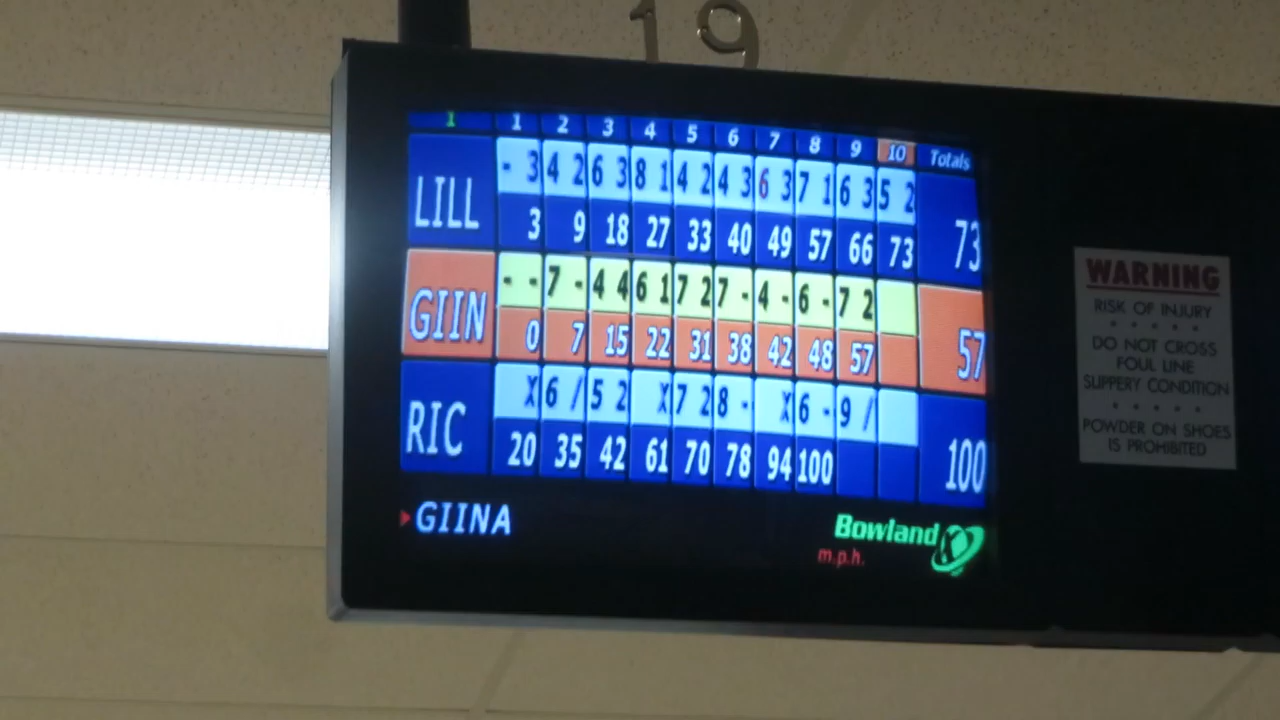 19
1 1 2 3 4 5 6 7 8 9 10 Totals
LILL - 3 4 2 6 3 8 1 4 2 4 3 6 3 7 1 6 3 5 2
3 9 18 27 33 40 49 57 66 73 73
GIIN - - 7 - 4 4 6 1 7 2 7 - 4 - 6 - 7 2
0 7 15 22 31 38 42 48 57 57
RIC X 6 / 5 2 X 7 2 8 - X 6 - 9 /
20 35 42 61 70 78 94 100 100
GIINA
Bowland X
m.p.h.
WARNING
RISK OF INJURY
DO NOT CROSS
FOUL LINE
SLIPPERY CONDITION
POWDER ON SHOES
IS PROHIBITED